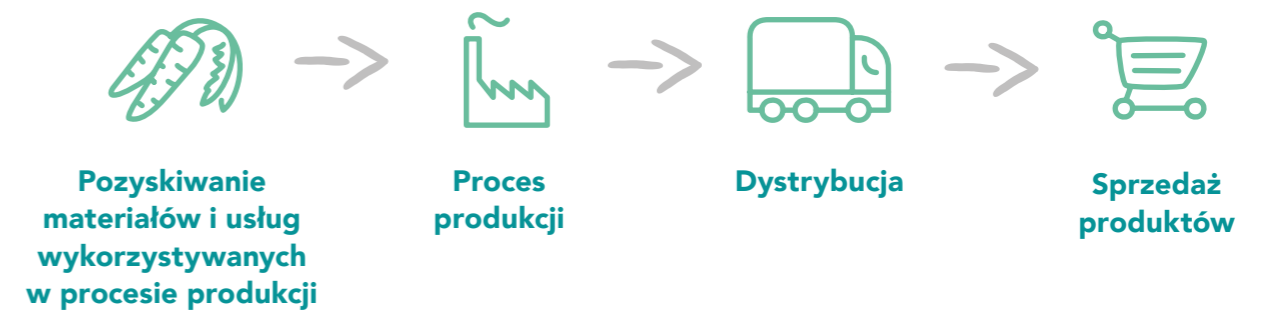 Pozyskiwanie
materiałów i usług
wykorzystywanych
w procesie produkcji
Proces
produkcji
Dystrybucja
Sprzedaż
produktów